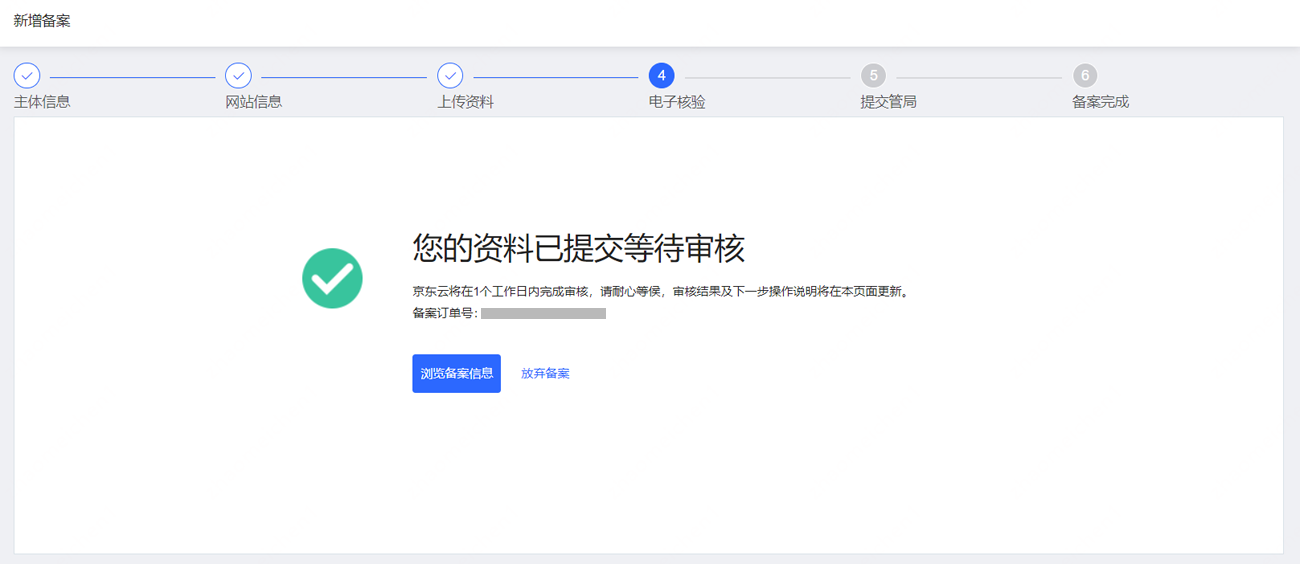 新增备案
4 5 6
主体信息 网站信息 上传资料 电子核验 提交管局 备案完成
您的资料已提交等待审核
京东云将在1个工作日内完成审核，请耐心等侯，审核结果及下一步操作说明将在本页面更新。
备案订单号：
浏览备案信息 放弃备案